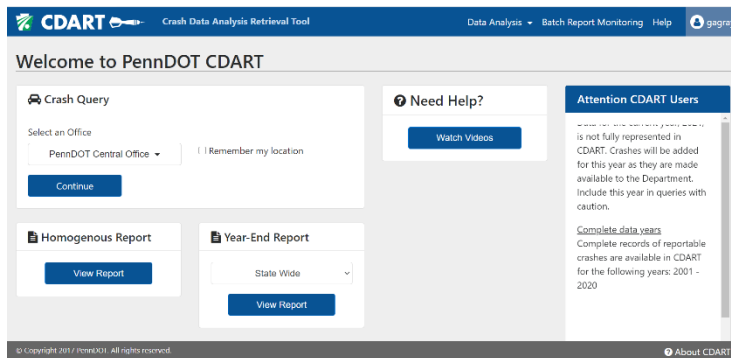 CDART
Crash Data Analysis Retrieval Tool
Data Analysis
Batch Report Monitoring
Help
gagra
Welcome to PennDOT CDART
Crash Query
Select an Office
PennDOT Central Office
Remember my location
Continue
Need Help?
Watch Videos
Attention CDART Users
is not fully represented in
CDART. Crashes will be added
for this year as they are made
available to the Department.
Include this year in queries with
caution.
Complete data years
Complete records of reportable
crashes are available in CDART
for the following years: 2001 -
2020
Homogenous Report
View Report
Year-End Report
State Wide
View Report
© Copyright 2017 PennDOT. All rights reserved.
About CDART